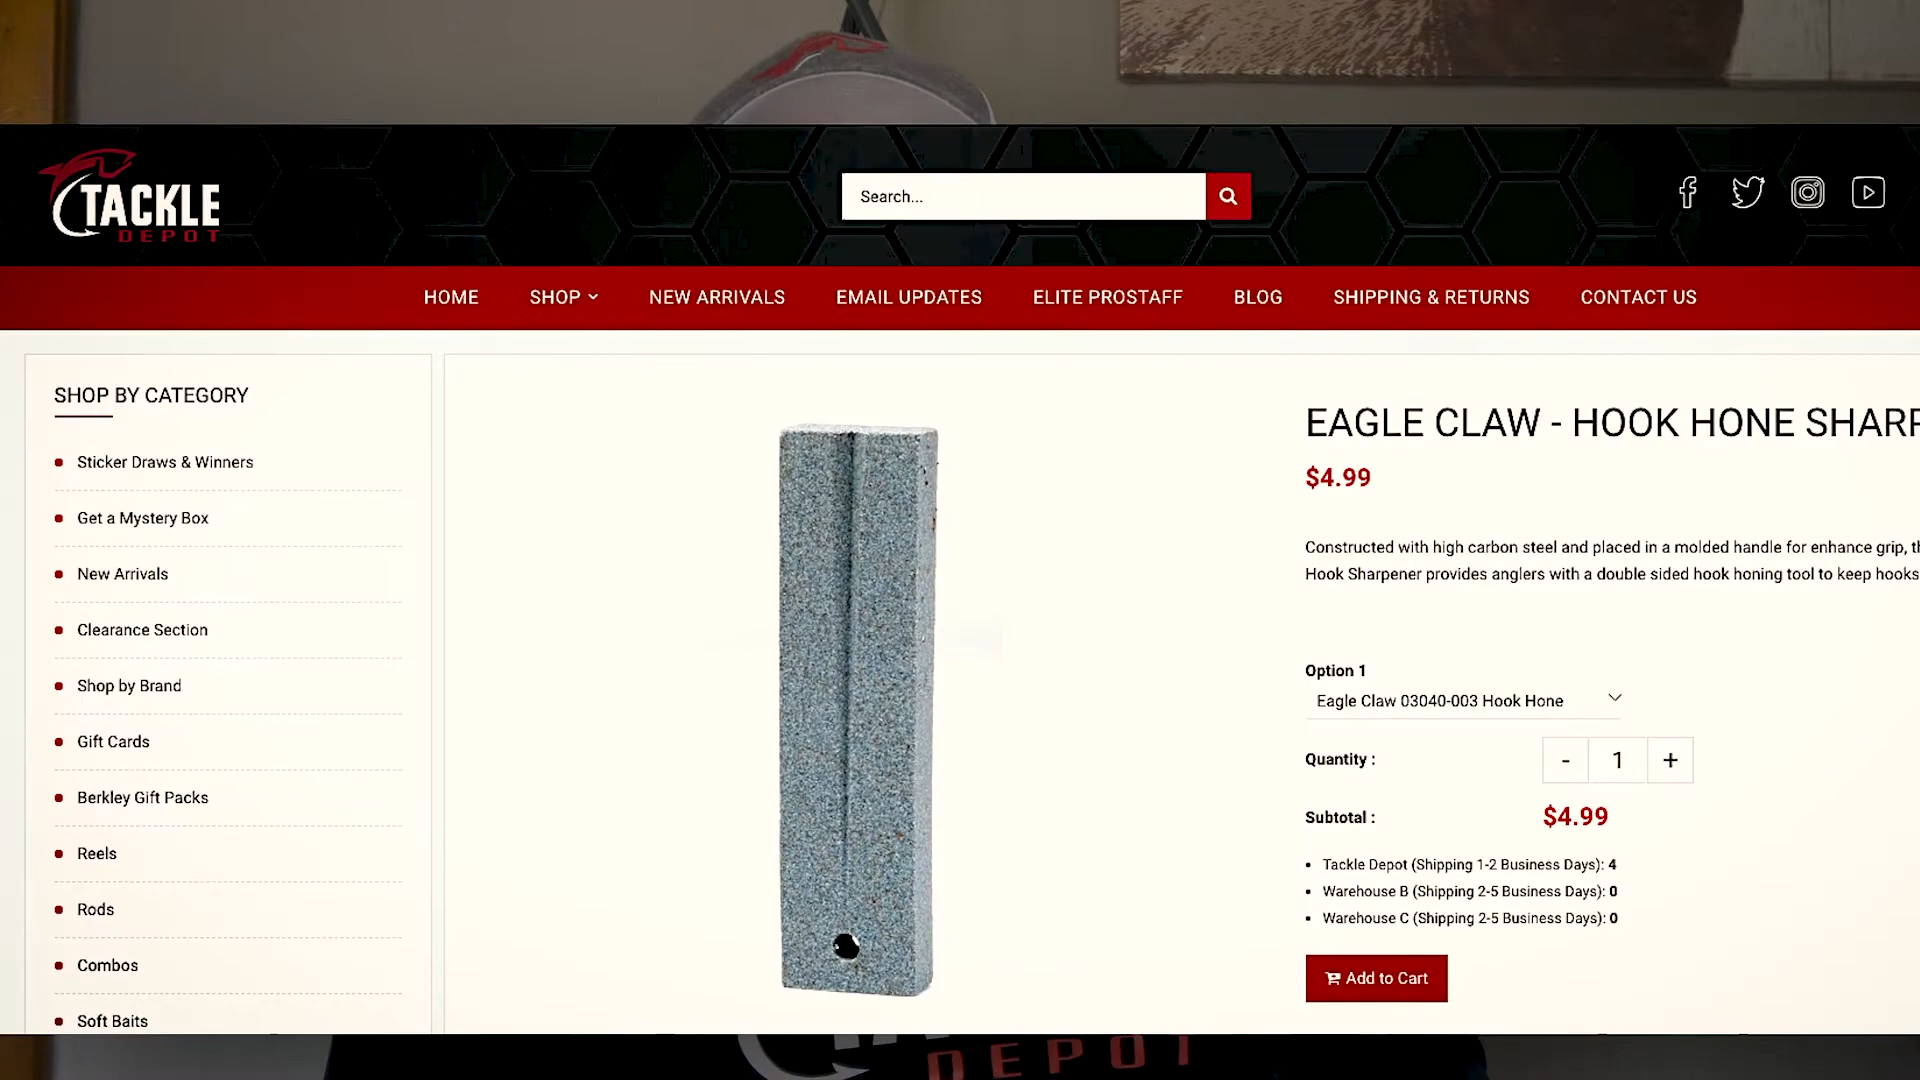 TACKLE
DEPOT
Search...
HOME
SHOP
NEW ARRIVALS
EMAIL UPDATES
ELITE PROSTAFF
BLOG
SHIPPING & RETURNS
CONTACT US
SHOP BY CATEGORY
Sticker Draws & Winners
Get a Mystery Box
New Arrivals
Clearance Section
Shop by Brand
Gift Cards
Berkley Gift Packs
Reels
Rods
Combos
Soft Baits
EAGLE CLAW - HOOK HONE
$4.99
Constructed with high carbon steel and placed in a molded handle for enhance grip,
Hook Sharpener provides anglers with a double sided hook honing tool to keep hooks
Option 1
Eagle Claw 03040-003 Hook Hone
Quantity :
- 1 +
Subtotal :
$4.99
Tackle Depot (Shipping 1-2 Business Days): 4
Warehouse B (Shipping 2-5 Business Days): 0
Warehouse C (Shipping 2-5 Business Days): 0
Add to Cart
DEPOT